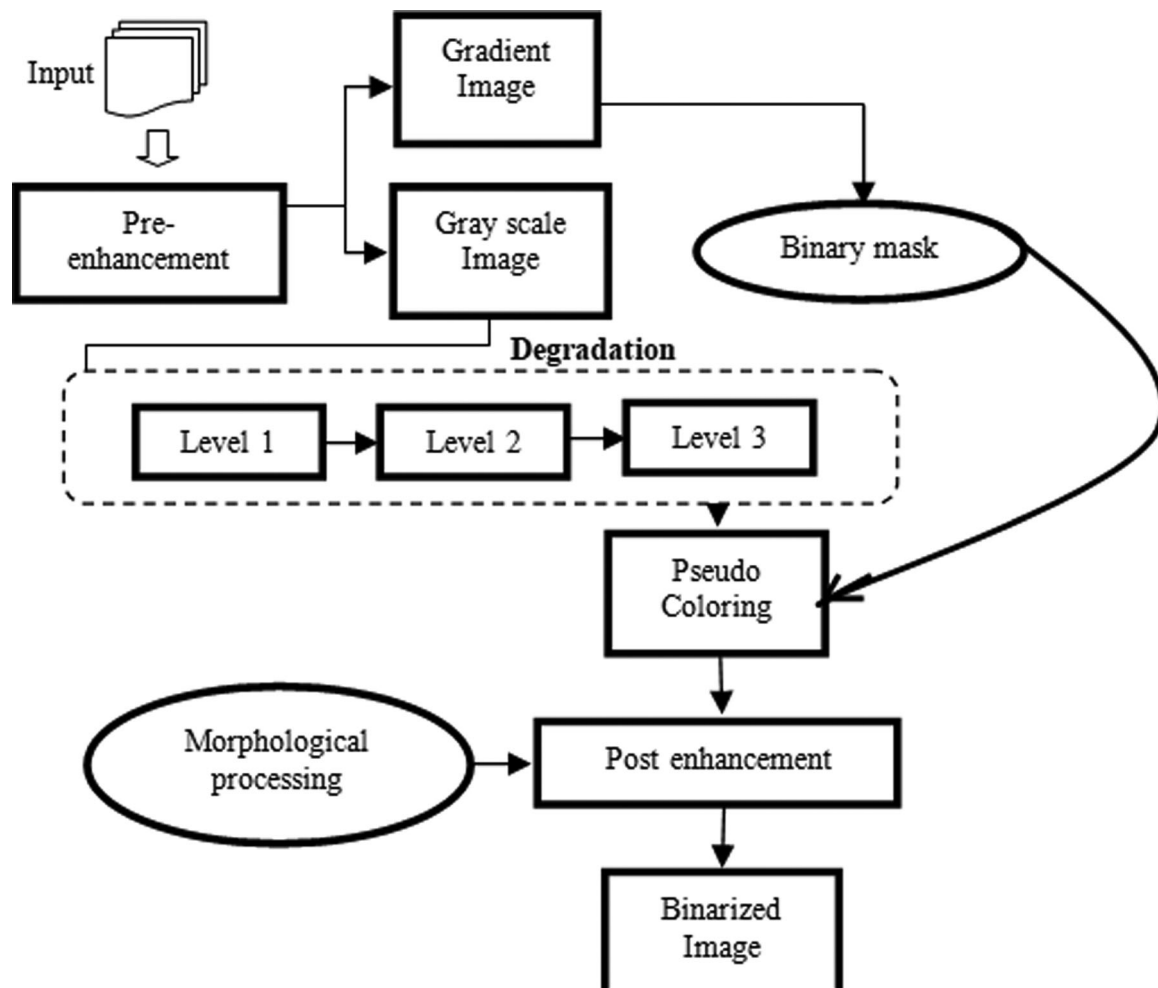 Input
Gradient
Image
Pre-
enhancement
Gray scale
Image
Binary mask
Degradation
Level 1
Level 2
Level 3
Pseudo
Coloring
Morphological
processing
Post enhancement
Binarized
Image